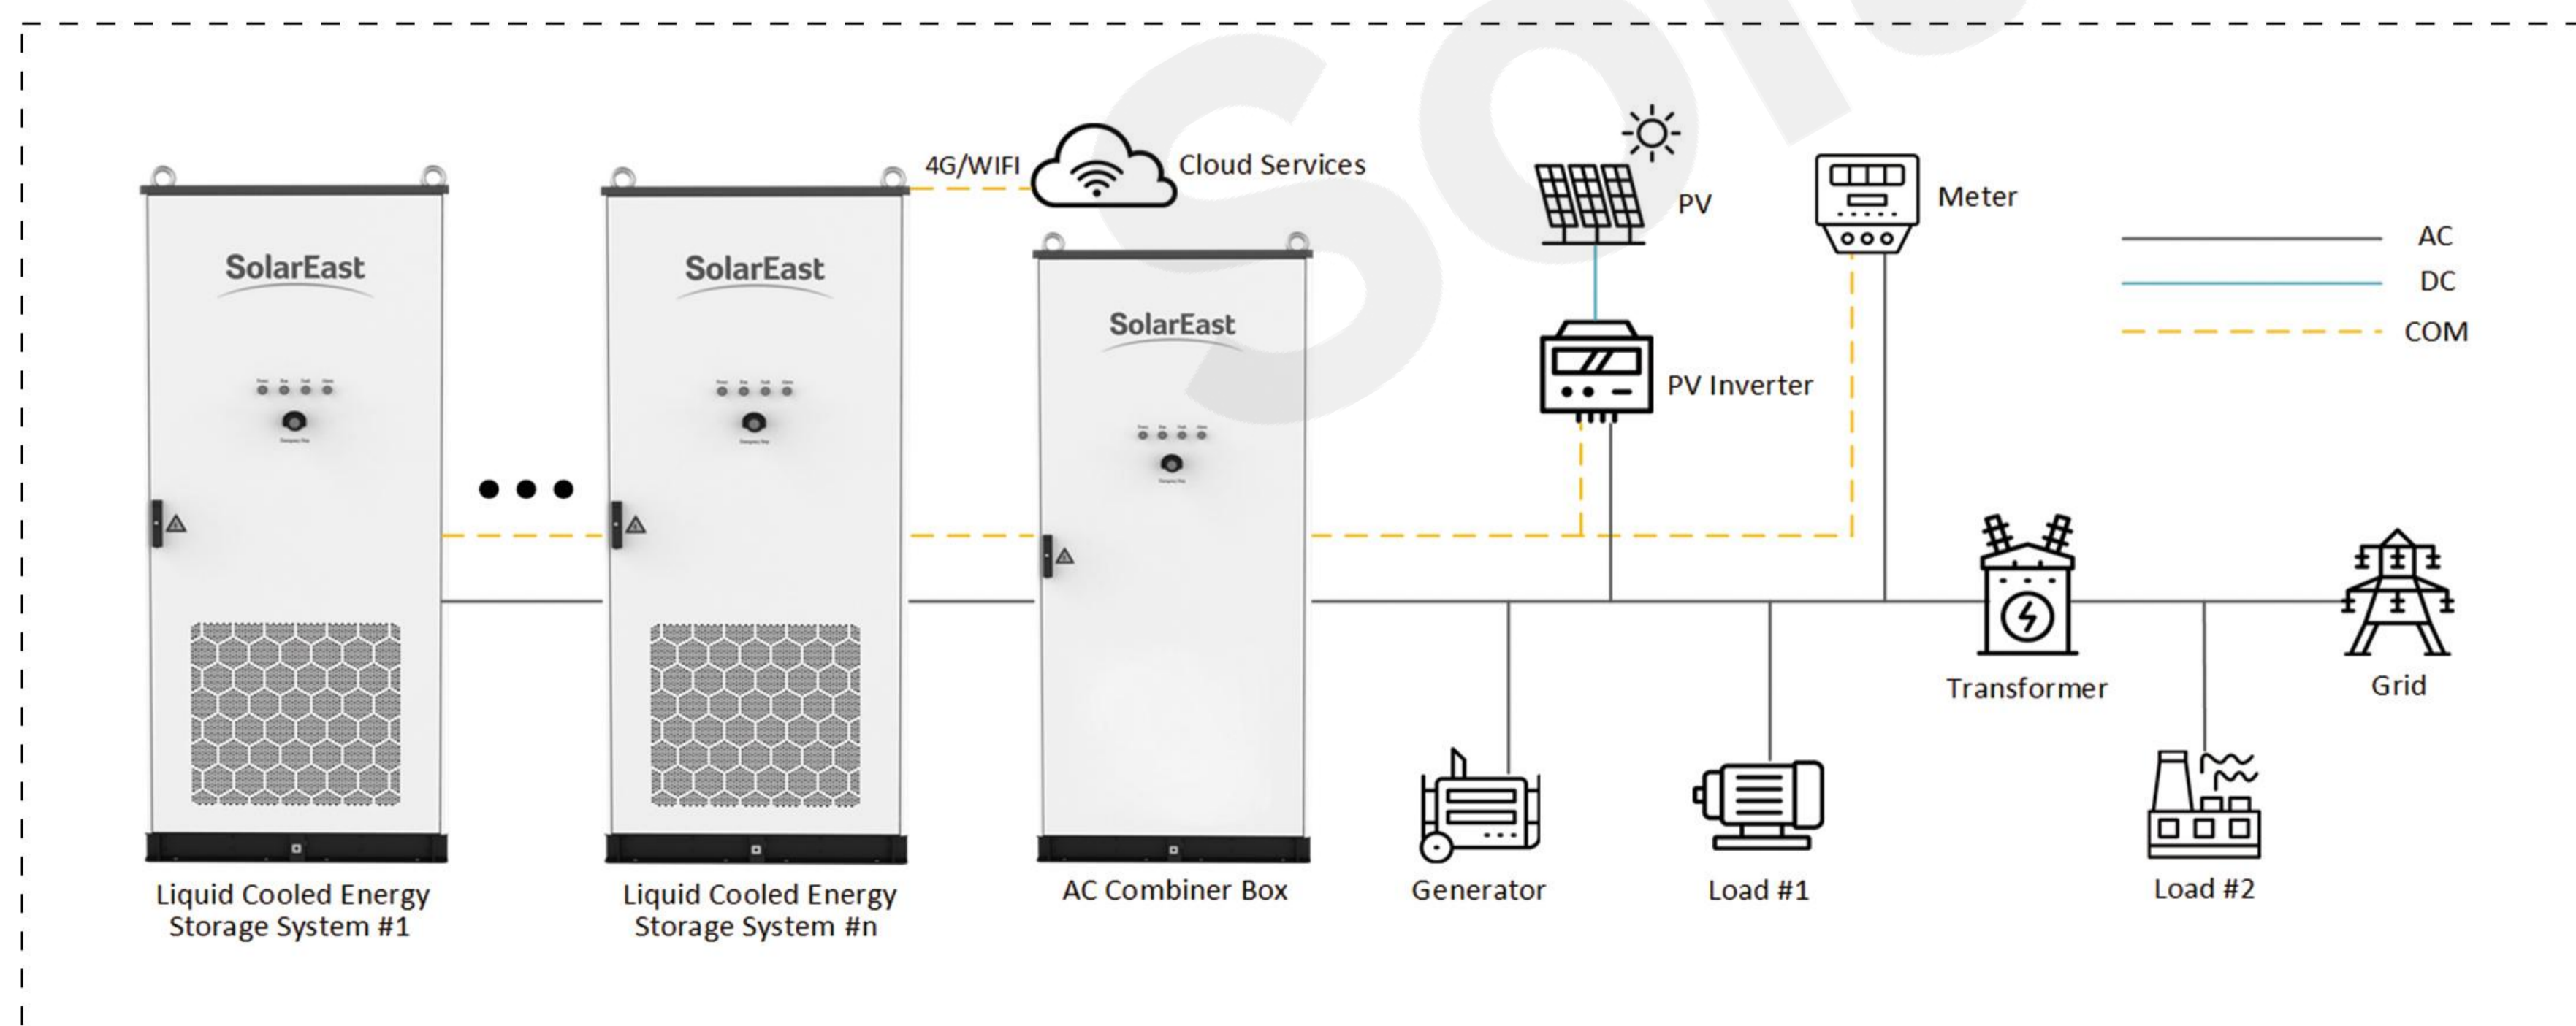 4G/WIFI
Cloud Services
PV
Meter
AC
DC
COM
SolarEast
SolarEast
SolarEast
PV Inverter
Transformer
Grid
Liquid Cooled Energy
Storage System #1
Liquid Cooled Energy
Storage System #n
AC Combiner Box
Generator
Load #1
Load #2